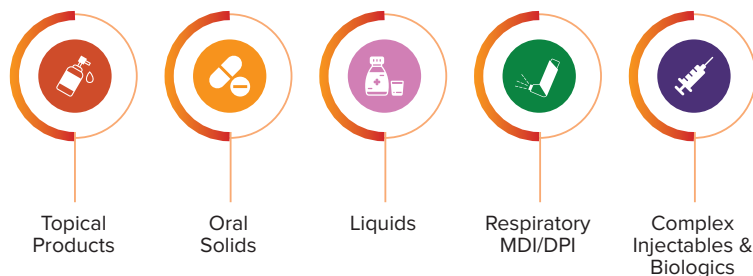 Topical
Products
Oral
Solids
Liquids
Respiratory
MDI/DPI
Complex
Injectables &
Biologics